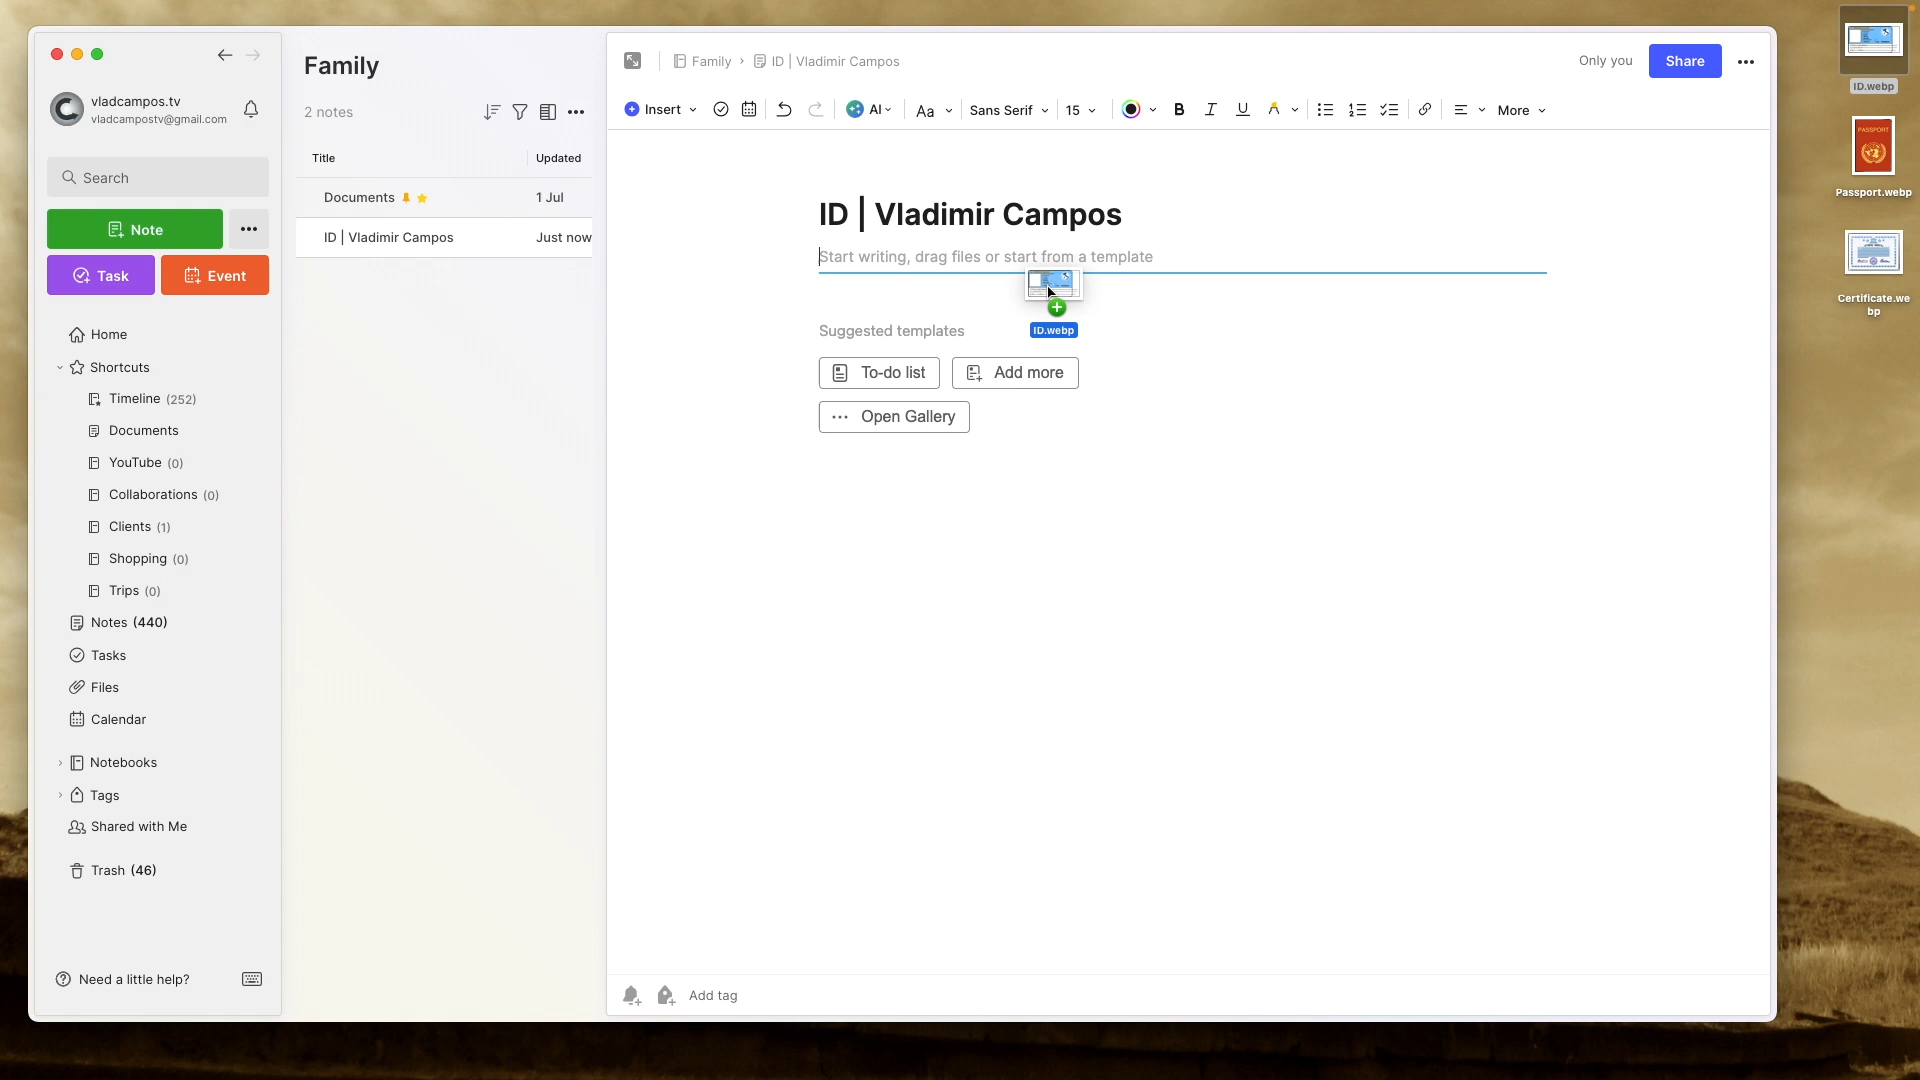 vladcampos.tv
vladcampostv@gmail.com
Search
Note
Task
Event
Home
Shortcuts
Timeline (252)
Documents
YouTube (0)
Collaborations (0)
Clients (1)
Shopping (0)
Trips (0)
Notes (440)
Tasks
Files
Calendar
Notebooks
Tags
Shared with Me
Trash (46)
Need a little help?
Family
2 notes
Title
Updated
Documents
1 Jul
ID | Vladimir Campos
Just now
Family
ID | Vladimir Campos
Only you
Share
Insert
AI
Aa
Sans Serif
15
B
I
U
More
ID | Vladimir Campos
Start writing, drag files or start from a template
ID.webp
Suggested templates
To-do list
Add more
Open Gallery
Add tag
ID.webp
PASSPORT
Passport.webp
Certificate.we
bp